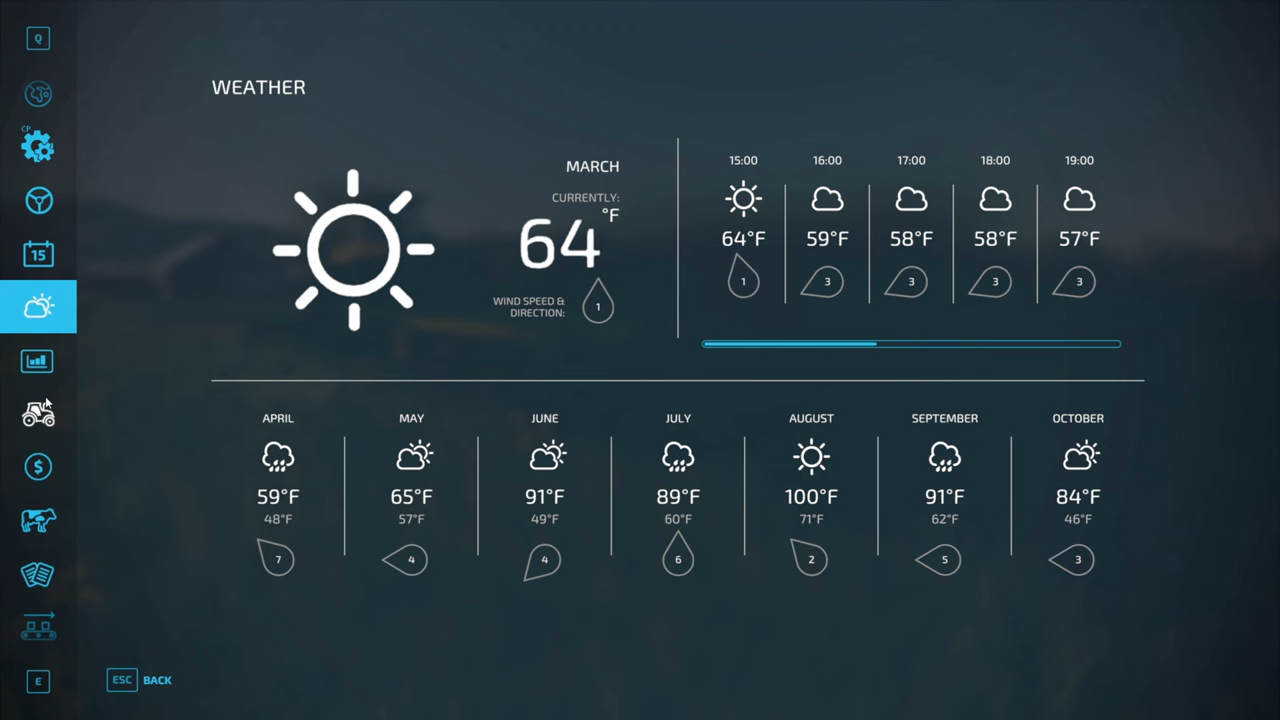 Q
CP
15
E
WEATHER
MARCH
CURRENTLY:
64 °F
WIND SPEED &
DIRECTION:
1
15:00 16:00 17:00 18:00 19:00
64°F 59°F 58°F 58°F 57°F
1 3 3 3 3
APRIL MAY JUNE JULY AUGUST SEPTEMBER OCTOBER
59°F 65°F 91°F 89°F 100°F 91°F 84°F
48°F 57°F 49°F 60°F 71°F 62°F 46°F
7 4 4 6 2 5 3
ESC BACK